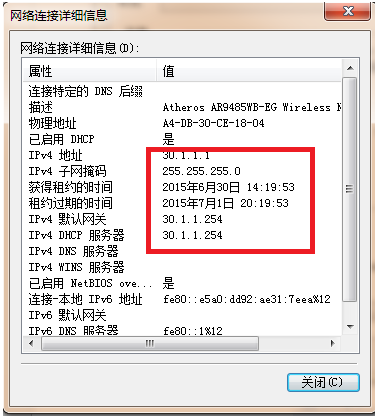 网络连接详细信息
网络连接详细信息(D):
属性 值
连接特定的 DNS 后缀
描述 Atheros AR9485WB-EG Wireless N
物理地址 A4-DB-30-CE-18-04
已启用 DHCP 是
IPv4 地址 30.1.1.1
IPv4 子网掩码 255.255.255.0
获得租约的时间 2015年6月30日 14:19:53
租约过期的时间 2015年7月1日 20:19:53
IPv4 默认网关 30.1.1.254
IPv4 DHCP 服务器 30.1.1.254
IPv4 DNS 服务器
IPv4 WINS 服务器
已启用 NetBIOS ove... 是
连接-本地 IPv6 地址 fe80::e5a0:dd92:ae31:7eea%12
IPv6 默认网关
IPv6 DNS 服务器 fe80::1%12
关闭(C)